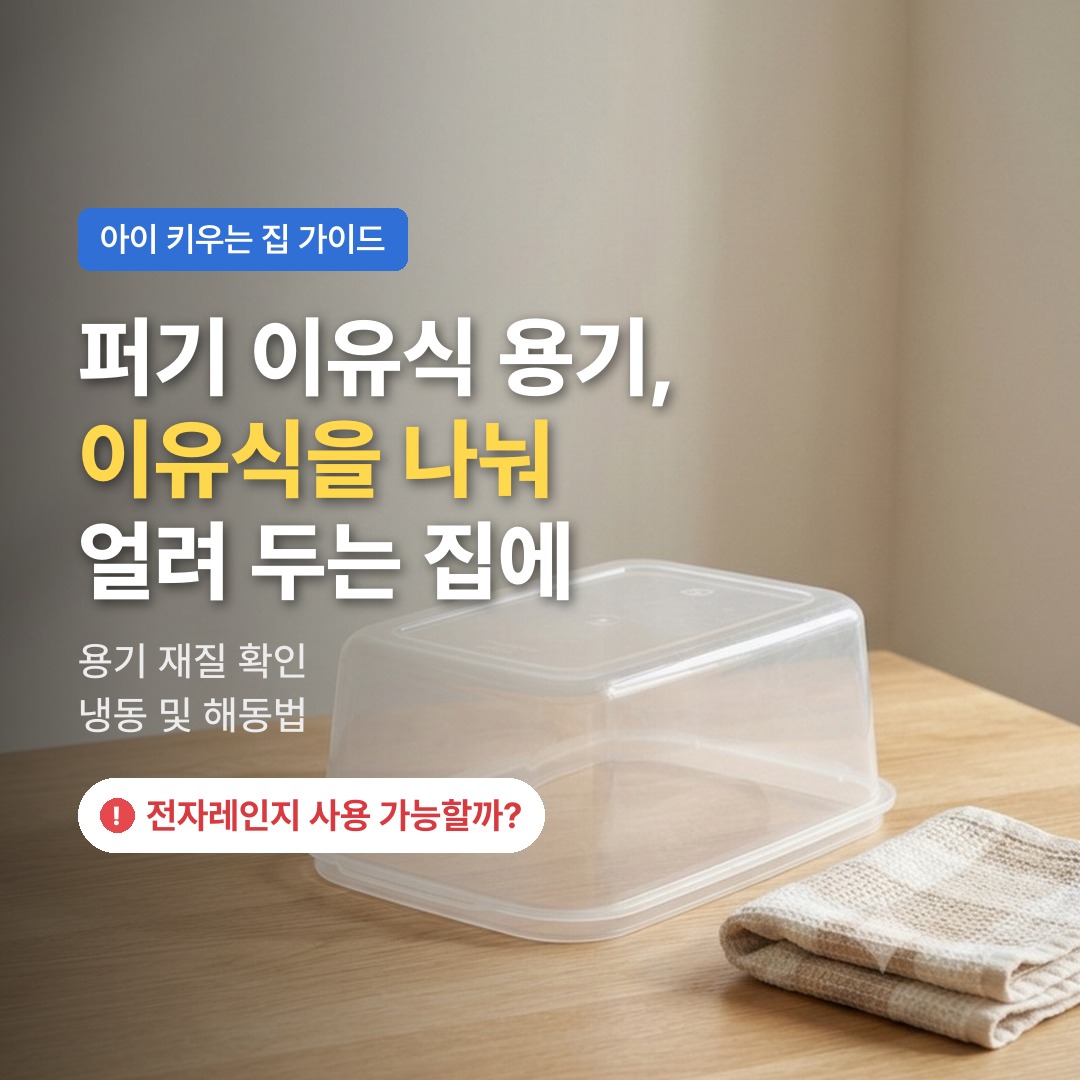 아이 키우는 집 가이드
퍼기 이유식 용기,
이유식을 나눠
얼려 두는 집에
용기 재질 확인
냉동 및 해동법
! 전자레인지 사용 가능할까?